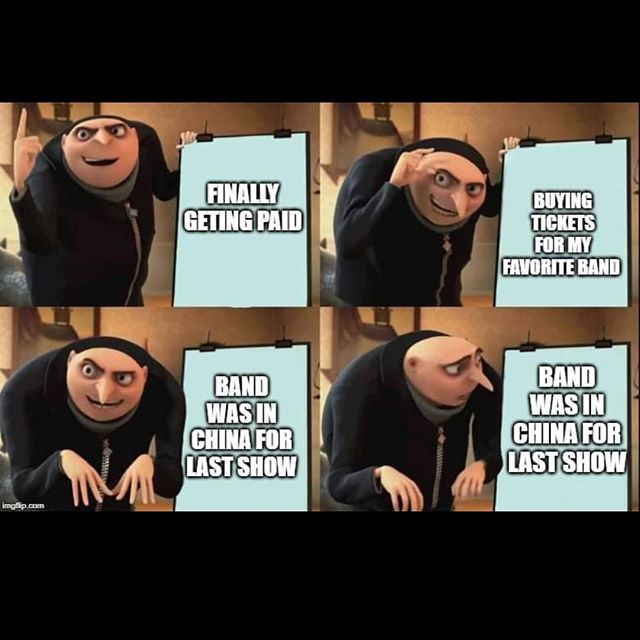 FINALLY
GETING PAID
BUYING
TICKETS
FOR MY
FAVORITE BAND
BAND
WAS IN
CHINA FOR
LAST SHOW
BAND
WAS IN
CHINA FOR
LAST SHOW
imgflip.com